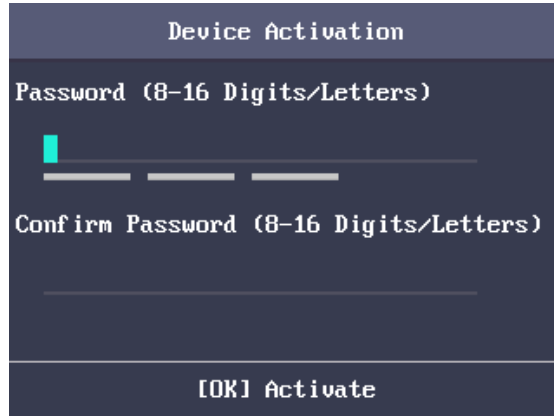 Device Activation
Password (8-16 Digits/Letters)
Confirm Password (8-16 Digits/Letters)
[OK] Activate